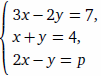 3x − 2y = 7,
x + y = 4,
2x − y = p